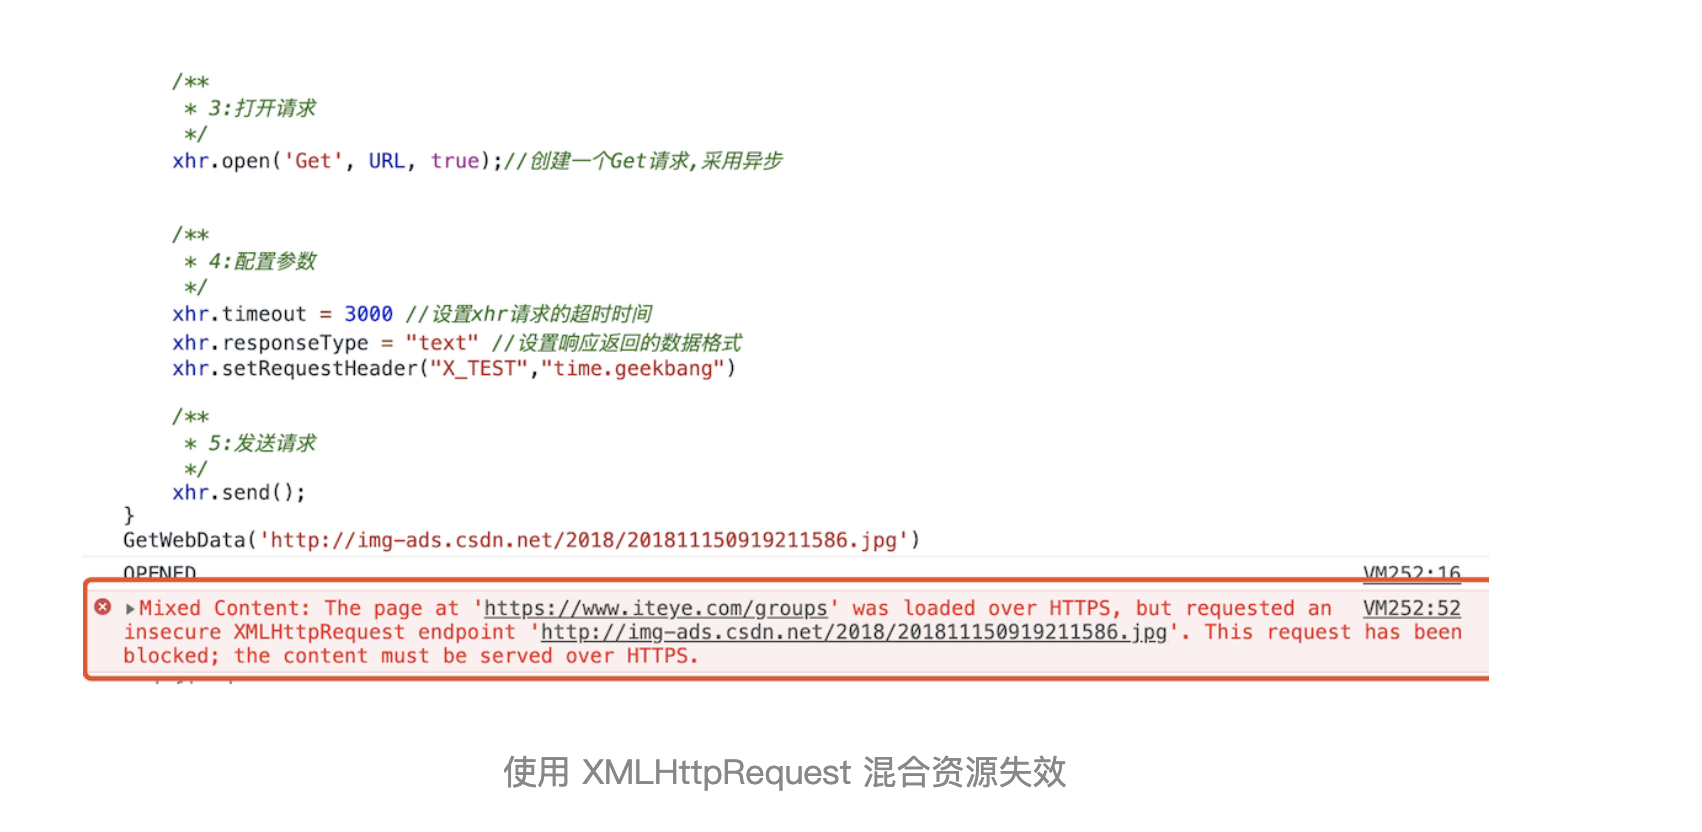 /**
* 3:打开请求
*/
xhr.open('Get', URL, true);//创建一个Get请求,采用异步
/**
* 4:配置参数
*/
xhr.timeout = 3000 //设置xhr请求的超时时间
xhr.responseType = "text" //设置响应返回的数据格式
xhr.setRequestHeader("X_TEST","time.geekbang")
/**
* 5:发送请求
*/
xhr.send();
}
GetWebData('http://img-ads.csdn.net/2018/201811150919211586.jpg')
OPENED VM252:16
Mixed Content: The page at 'https://www.iteye.com/groups' was loaded over HTTPS, but requested an VM252:52
insecure XMLHttpRequest endpoint 'http://img-ads.csdn.net/2018/201811150919211586.jpg'. This request has been
blocked; the content must be served over HTTPS.
使用 XMLHttpRequest 混合资源失效